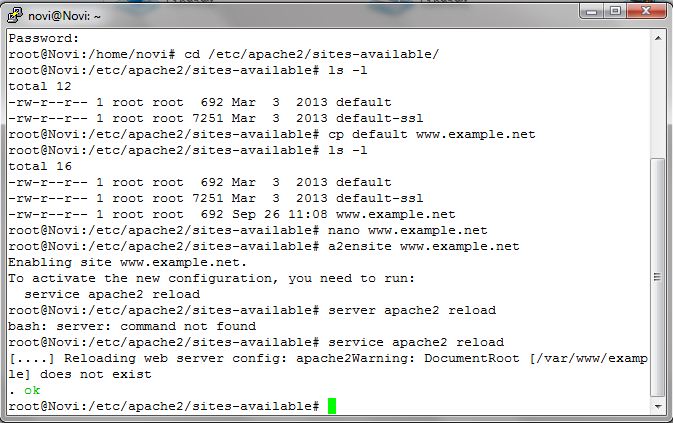 novi@Novi: ~
Password:
root@Novi:/home/novi# cd /etc/apache2/sites-available/
root@Novi:/etc/apache2/sites-available# ls -l
total 12
-rw-r--r-- 1 root root  692 Mar  3  2013 default
-rw-r--r-- 1 root root 7251 Mar  3  2013 default-ssl
root@Novi:/etc/apache2/sites-available# cp default www.example.net
root@Novi:/etc/apache2/sites-available# ls -l
total 16
-rw-r--r-- 1 root root  692 Mar  3  2013 default
-rw-r--r-- 1 root root 7251 Mar  3  2013 default-ssl
-rw-r--r-- 1 root root  692 Sep 26 11:08 www.example.net
root@Novi:/etc/apache2/sites-available# nano www.example.net
root@Novi:/etc/apache2/sites-available# a2ensite www.example.net
Enabling site www.example.net.
To activate the new configuration, you need to run:
  service apache2 reload
root@Novi:/etc/apache2/sites-available# server apache2 reload
bash: server: command not found
root@Novi:/etc/apache2/sites-available# service apache2 reload
[....] Reloading web server config: apache2Warning: DocumentRoot [/var/www/examp
le] does not exist
. ok
root@Novi:/etc/apache2/sites-available#